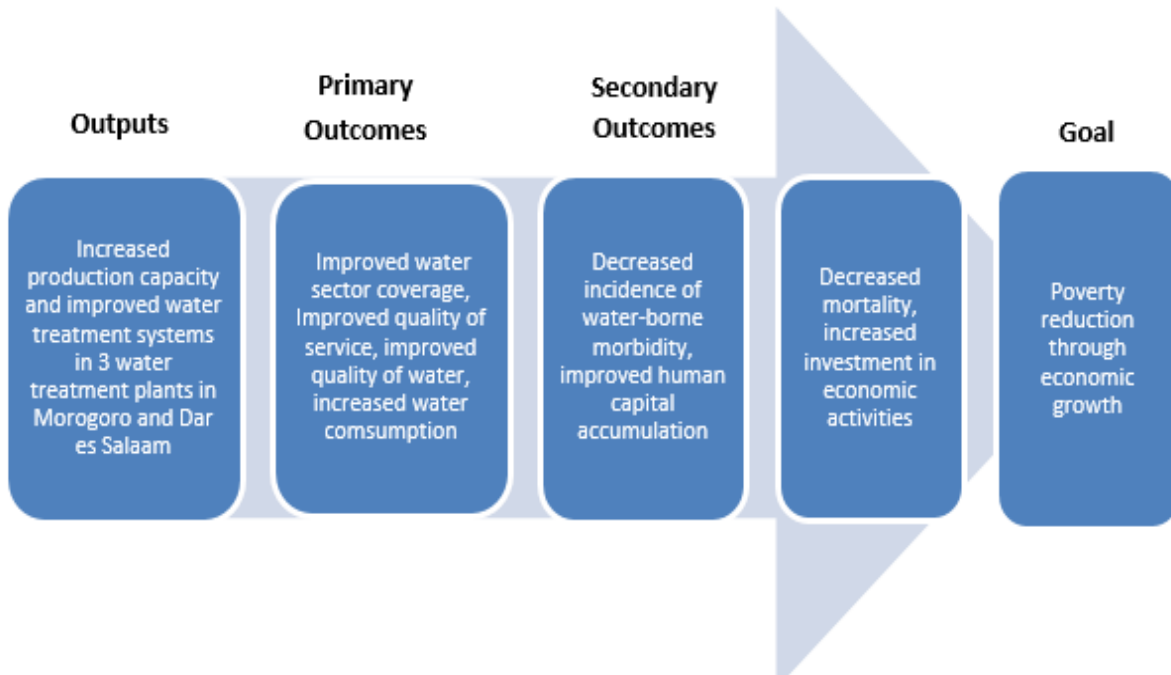 Outputs
Increased
production capacity
and improved water
treatment systems
in 3 water
treatment plants in
Morogoro and Dar
es Salaam
Primary
Outcomes
Improved water
sector coverage,
Improved quality of
service, improved
quality of water,
increased water
comsumption
Secondary
Outcomes
Decreased
incidence of
water-borne
morbidity,
improved human
capital
accumulation
Decreased
mortality,
increased
investment in
economic
activities
Goal
Poverty
reduction
through
economic
growth